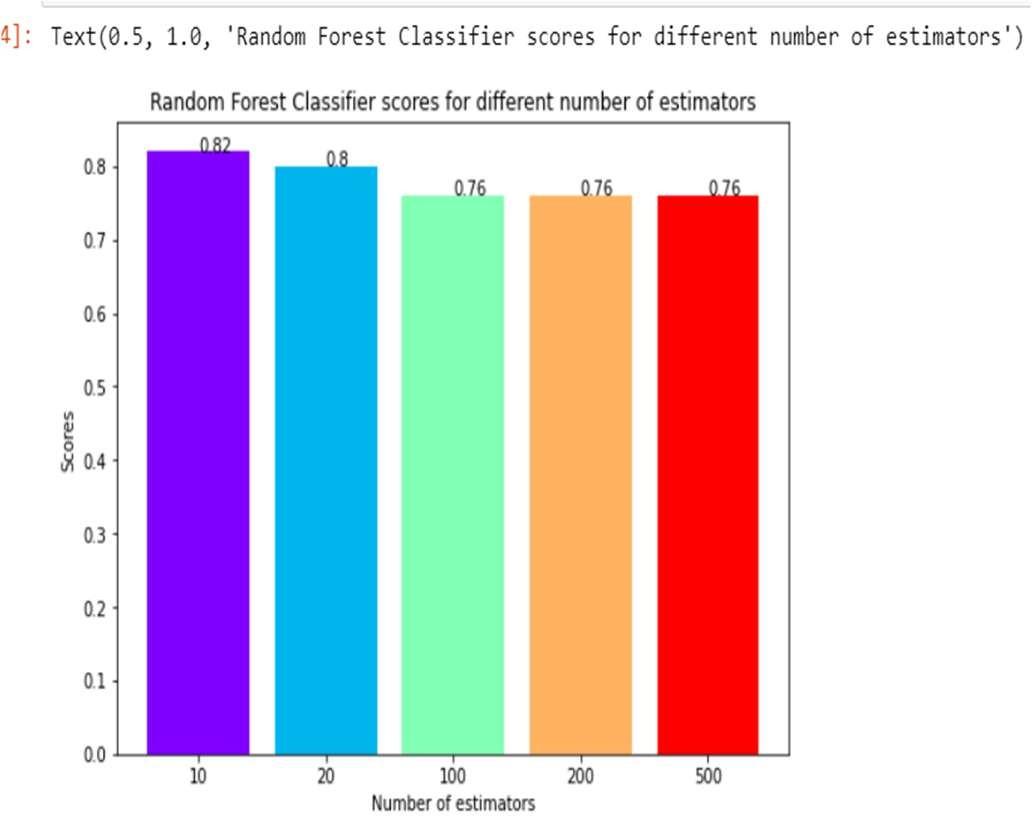 4]: Text(0.5, 1.0, 'Random Forest Classifier scores for different number of estimators')
Random Forest Classifier scores for different number of estimators
0.82
0.8
0.76
0.76
0.76
0.8
0.7
0.6
0.5
0.4
0.3
0.2
0.1
0.0
Scores
10 20 100 200 500
Number of estimators